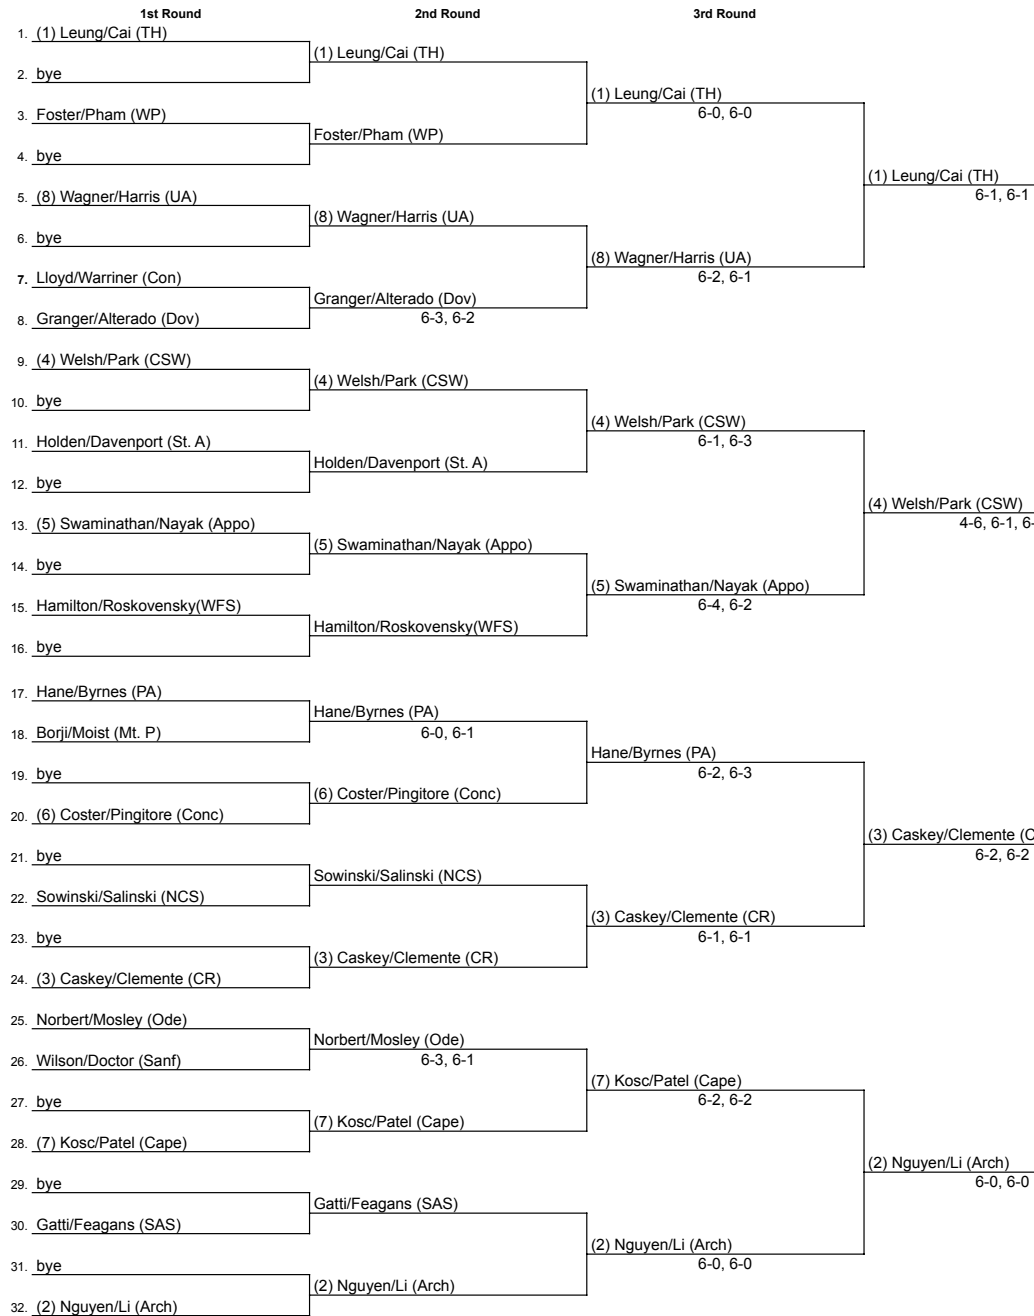 1st Round
2nd Round
3rd Round
1. (1) Leung/Cai (TH)
(1) Leung/Cai (TH)
2. bye
(1) Leung/Cai (TH)
6-0, 6-0
3. Foster/Pham (WP)
Foster/Pham (WP)
4. bye
(1) Leung/Cai (TH)
6-1, 6-1
5. (8) Wagner/Harris (UA)
(8) Wagner/Harris (UA)
6. bye
(8) Wagner/Harris (UA)
6-2, 6-1
7. Lloyd/Warriner (Con)
Granger/Alterado (Dov)
6-3, 6-2
8. Granger/Alterado (Dov)
9. (4) Welsh/Park (CSW)
(4) Welsh/Park (CSW)
10. bye
(4) Welsh/Park (CSW)
6-1, 6-3
11. Holden/Davenport (St. A)
Holden/Davenport (St. A)
12. bye
(4) Welsh/Park (CSW)
4-6, 6-1, 6-
13. (5) Swaminathan/Nayak (Appo)
(5) Swaminathan/Nayak (Appo)
14. bye
(5) Swaminathan/Nayak (Appo)
6-4, 6-2
15. Hamilton/Roskovensky(WFS)
Hamilton/Roskovensky(WFS)
16. bye
17. Hane/Byrnes (PA)
Hane/Byrnes (PA)
6-0, 6-1
18. Borji/Moist (Mt. P)
Hane/Byrnes (PA)
6-2, 6-3
19. bye
(6) Coster/Pingitore (Conc)
20. (6) Coster/Pingitore (Conc)
(3) Caskey/Clemente (C
6-2, 6-2
21. bye
Sowinski/Salinski (NCS)
22. Sowinski/Salinski (NCS)
(3) Caskey/Clemente (CR)
6-1, 6-1
23. bye
(3) Caskey/Clemente (CR)
24. (3) Caskey/Clemente (CR)
25. Norbert/Mosley (Ode)
Norbert/Mosley (Ode)
6-3, 6-1
26. Wilson/Doctor (Sanf)
(7) Kosc/Patel (Cape)
6-2, 6-2
27. bye
(7) Kosc/Patel (Cape)
28. (7) Kosc/Patel (Cape)
(2) Nguyen/Li (Arch)
6-0, 6-0
29. bye
Gatti/Feagans (SAS)
30. Gatti/Feagans (SAS)
(2) Nguyen/Li (Arch)
6-0, 6-0
31. bye
(2) Nguyen/Li (Arch)
32. (2) Nguyen/Li (Arch)